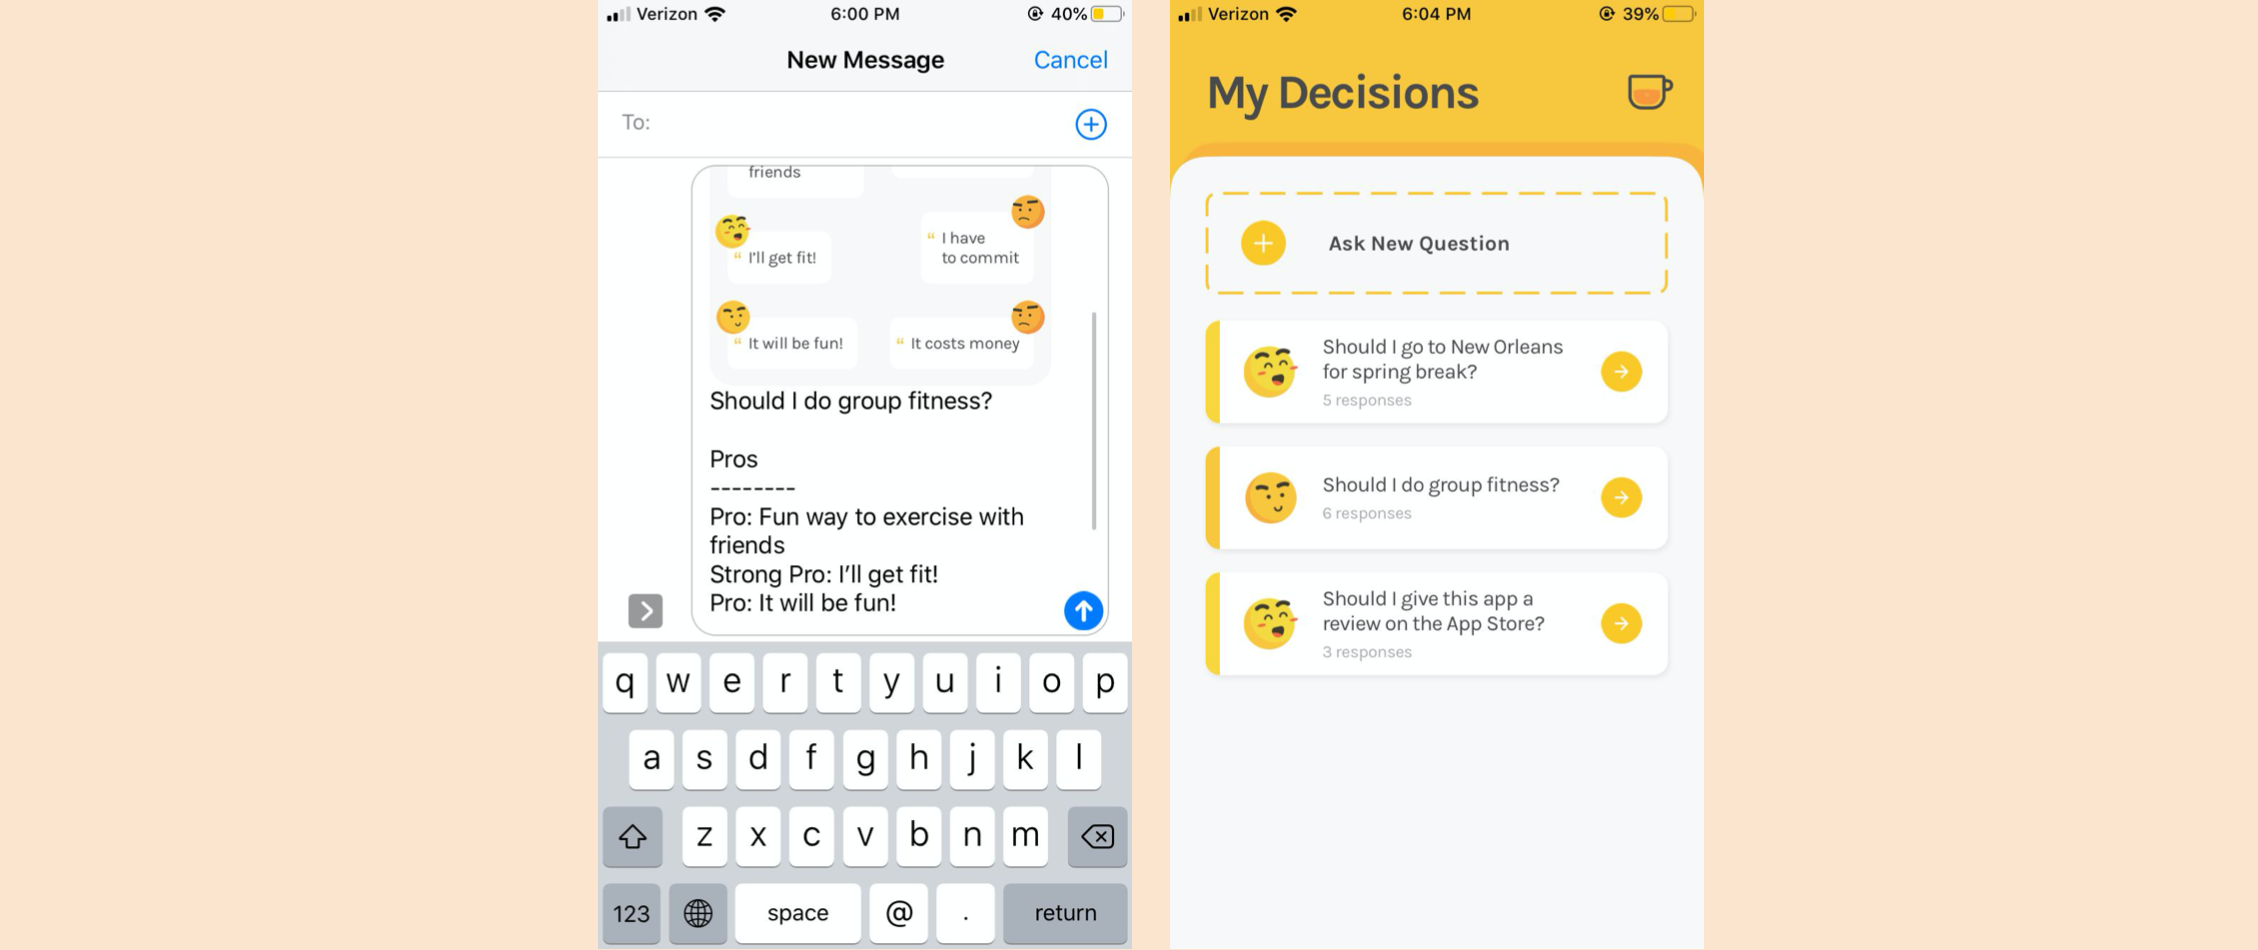 Verizon 6:00 PM 40%
New Message Cancel
To:
friends
“ I’ll get fit!
“ I have
to commit
“ It will be fun!
“ It costs money
Should I do group fitness?
Pros
--------
Pro: Fun way to exercise with
friends
Strong Pro: I’ll get fit!
Pro: It will be fun!
q w e r t y u i o p
a s d f g h j k l
z x c v b n m
123 space @ . return
Verizon 6:04 PM 39%
My Decisions
Ask New Question
Should I go to New Orleans
for spring break?
5 responses
Should I do group fitness?
6 responses
Should I give this app a
review on the App Store?
3 responses